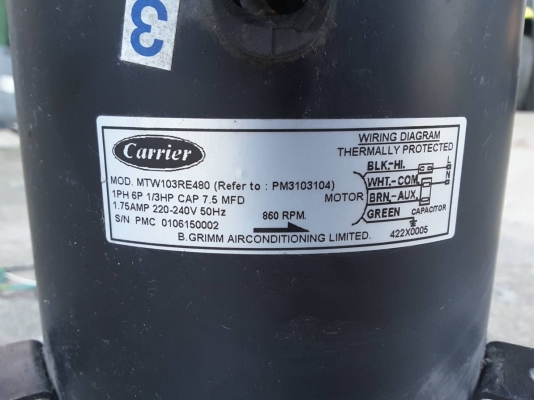 3
Carrier
MOD. MTW103RE480 (Refer to : PM3103104)
1PH 6P 1/3HP CAP 7.5 MFD
1.75AMP 220-240V 50Hz
860 RPM.
S/N PMC 0106150002
B.GRIMM AIRCONDITIONING LIMITED.
WIRING DIAGRAM
THERMALLY PROTECTED
BLK.-HI. L
WHT.-COM. N
MOTOR BRN.-AUX.
GREEN CAPACITOR
422X0005